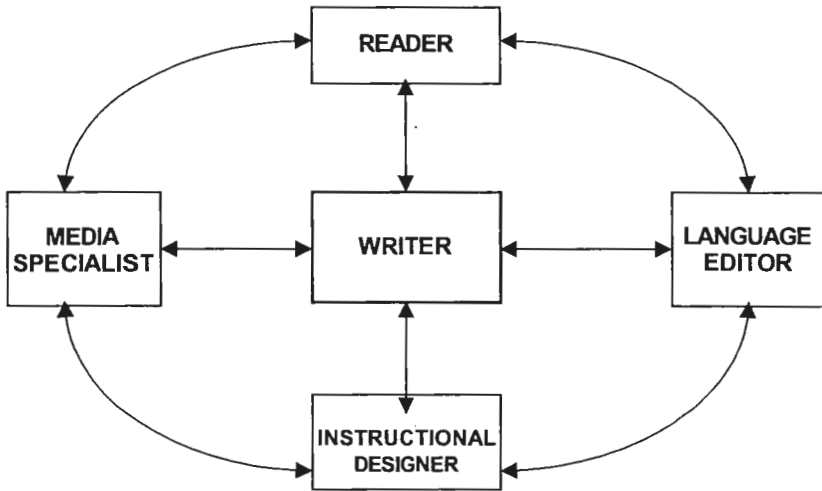 READER
MEDIA
SPECIALIST
WRITER
LANGUAGE
EDITOR
INSTRUCTIONAL
DESIGNER